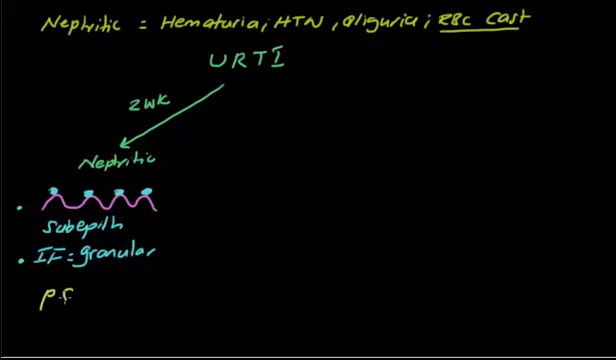 Nephritic = Hematuria, HTN, oliguria, RBC cast
URTI
2WK
Nephritic
• subepith
• IF = granular
P.S